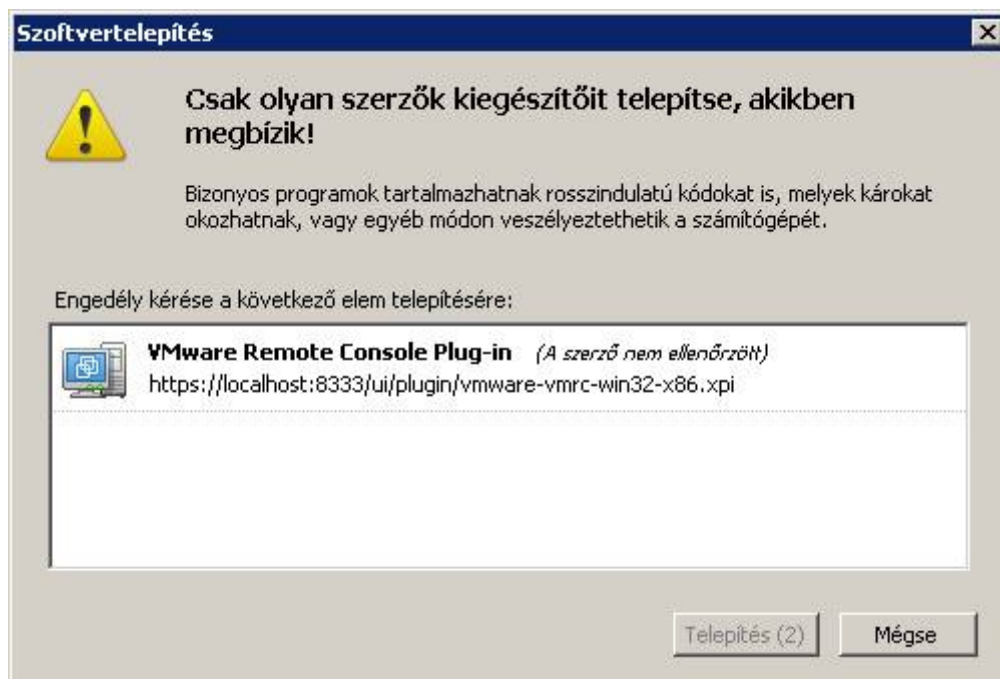 Szoftvertelepítés
Csak olyan szerzők kiegészítőit telepítse, akikben
megbízik!
Bizonyos programok tartalmazhatnak rosszindulatú kódokat is, melyek károkat
okozhatnak, vagy egyéb módon veszélyeztethetik a számítógépét.
Engedély kérése a következő elem telepítésére:
VMware Remote Console Plug-in (A szerző nem ellenőrzött)
https://localhost:8333/ui/plugin/vmware-vmrc-win32-x86.xpi
Telepítés (2) Mégse